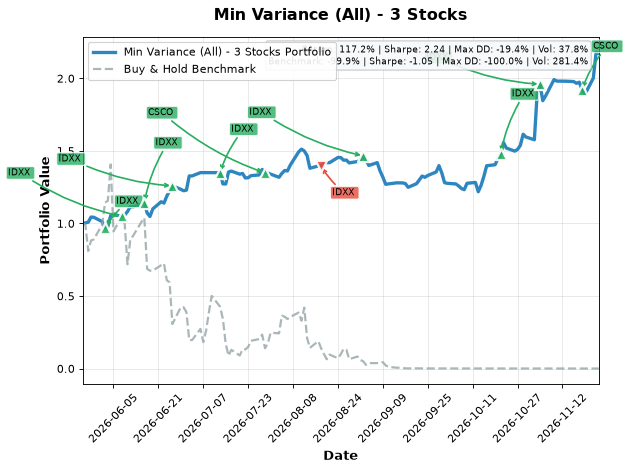 Min Variance (All) - 3 Stocks
Min Variance (All) - 3 Stocks Portfolio
Buy & Hold Benchmark
117.2% | Sharpe: 2.24 | Max DD: -19.4% | Vol: 37.8%
9.9% | Sharpe: -1.05 | Max DD: -100.0% | Vol: 281.4%
CSCO
IDXX
CSCO
IDXX
IDXX
IDXX
IDXX
IDXX
IDXX
IDXX
Portfolio Value
2.0
1.5
1.0
0.5
0.0
2026-06-05
2026-06-21
2026-07-07
2026-07-23
2026-08-08
2026-08-24
2026-09-09
2026-09-25
2026-10-11
2026-10-27
2026-11-12
Date